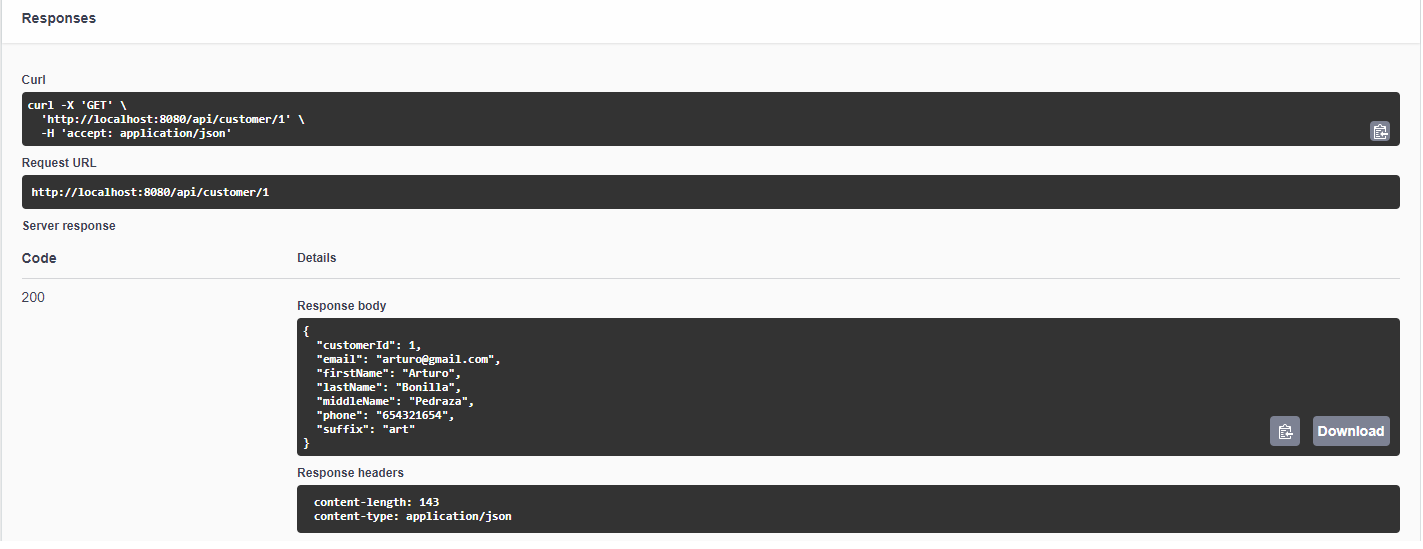 Responses
Curl
curl -X 'GET' \
  'http://localhost:8080/api/customer/1' \
  -H 'accept: application/json'
Request URL
http://localhost:8080/api/customer/1
Server response
Code Details
200
Response body
{
  "customerId": 1,
  "email": "arturo@gmail.com",
  "firstName": "Arturo",
  "lastName": "Bonilla",
  "middleName": "Pedraza",
  "phone": "654321654",
  "suffix": "art"
}
Download
Response headers
content-length: 143
content-type: application/json